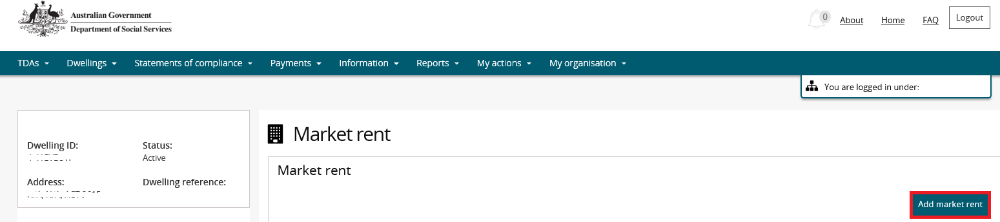 Australian Government
Department of Social Services
0 About Home FAQ Logout
TDAs Dwellings Statements of compliance Payments Information Reports My actions My organisation
You are logged in under:
Dwelling ID: Status:
Active
Address: Dwelling reference:
Market rent
Market rent
Add market rent